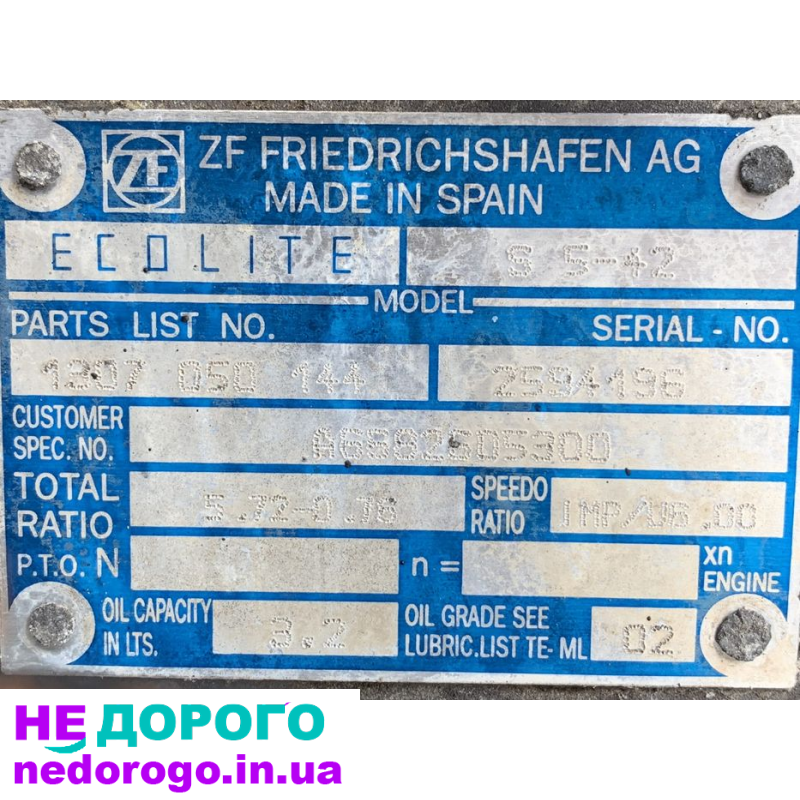 ZF
ZF FRIEDRICHSHAFEN AG
MADE IN SPAIN
ECOLITE S 5-42
MODEL
PARTS LIST NO. SERIAL - NO.
1307 050 144 2594196
CUSTOMER
SPEC. NO.
TOTAL
RATIO 5.72-0.76
SPEEDO
RATIO
P.T.O. N n = xn
ENGINE
OIL CAPACITY
IN LTS. 3.2
OIL GRADE SEE
LUBRIC.LIST TE- ML 02
НЕ ДОРОГО
nedorogo.in.ua